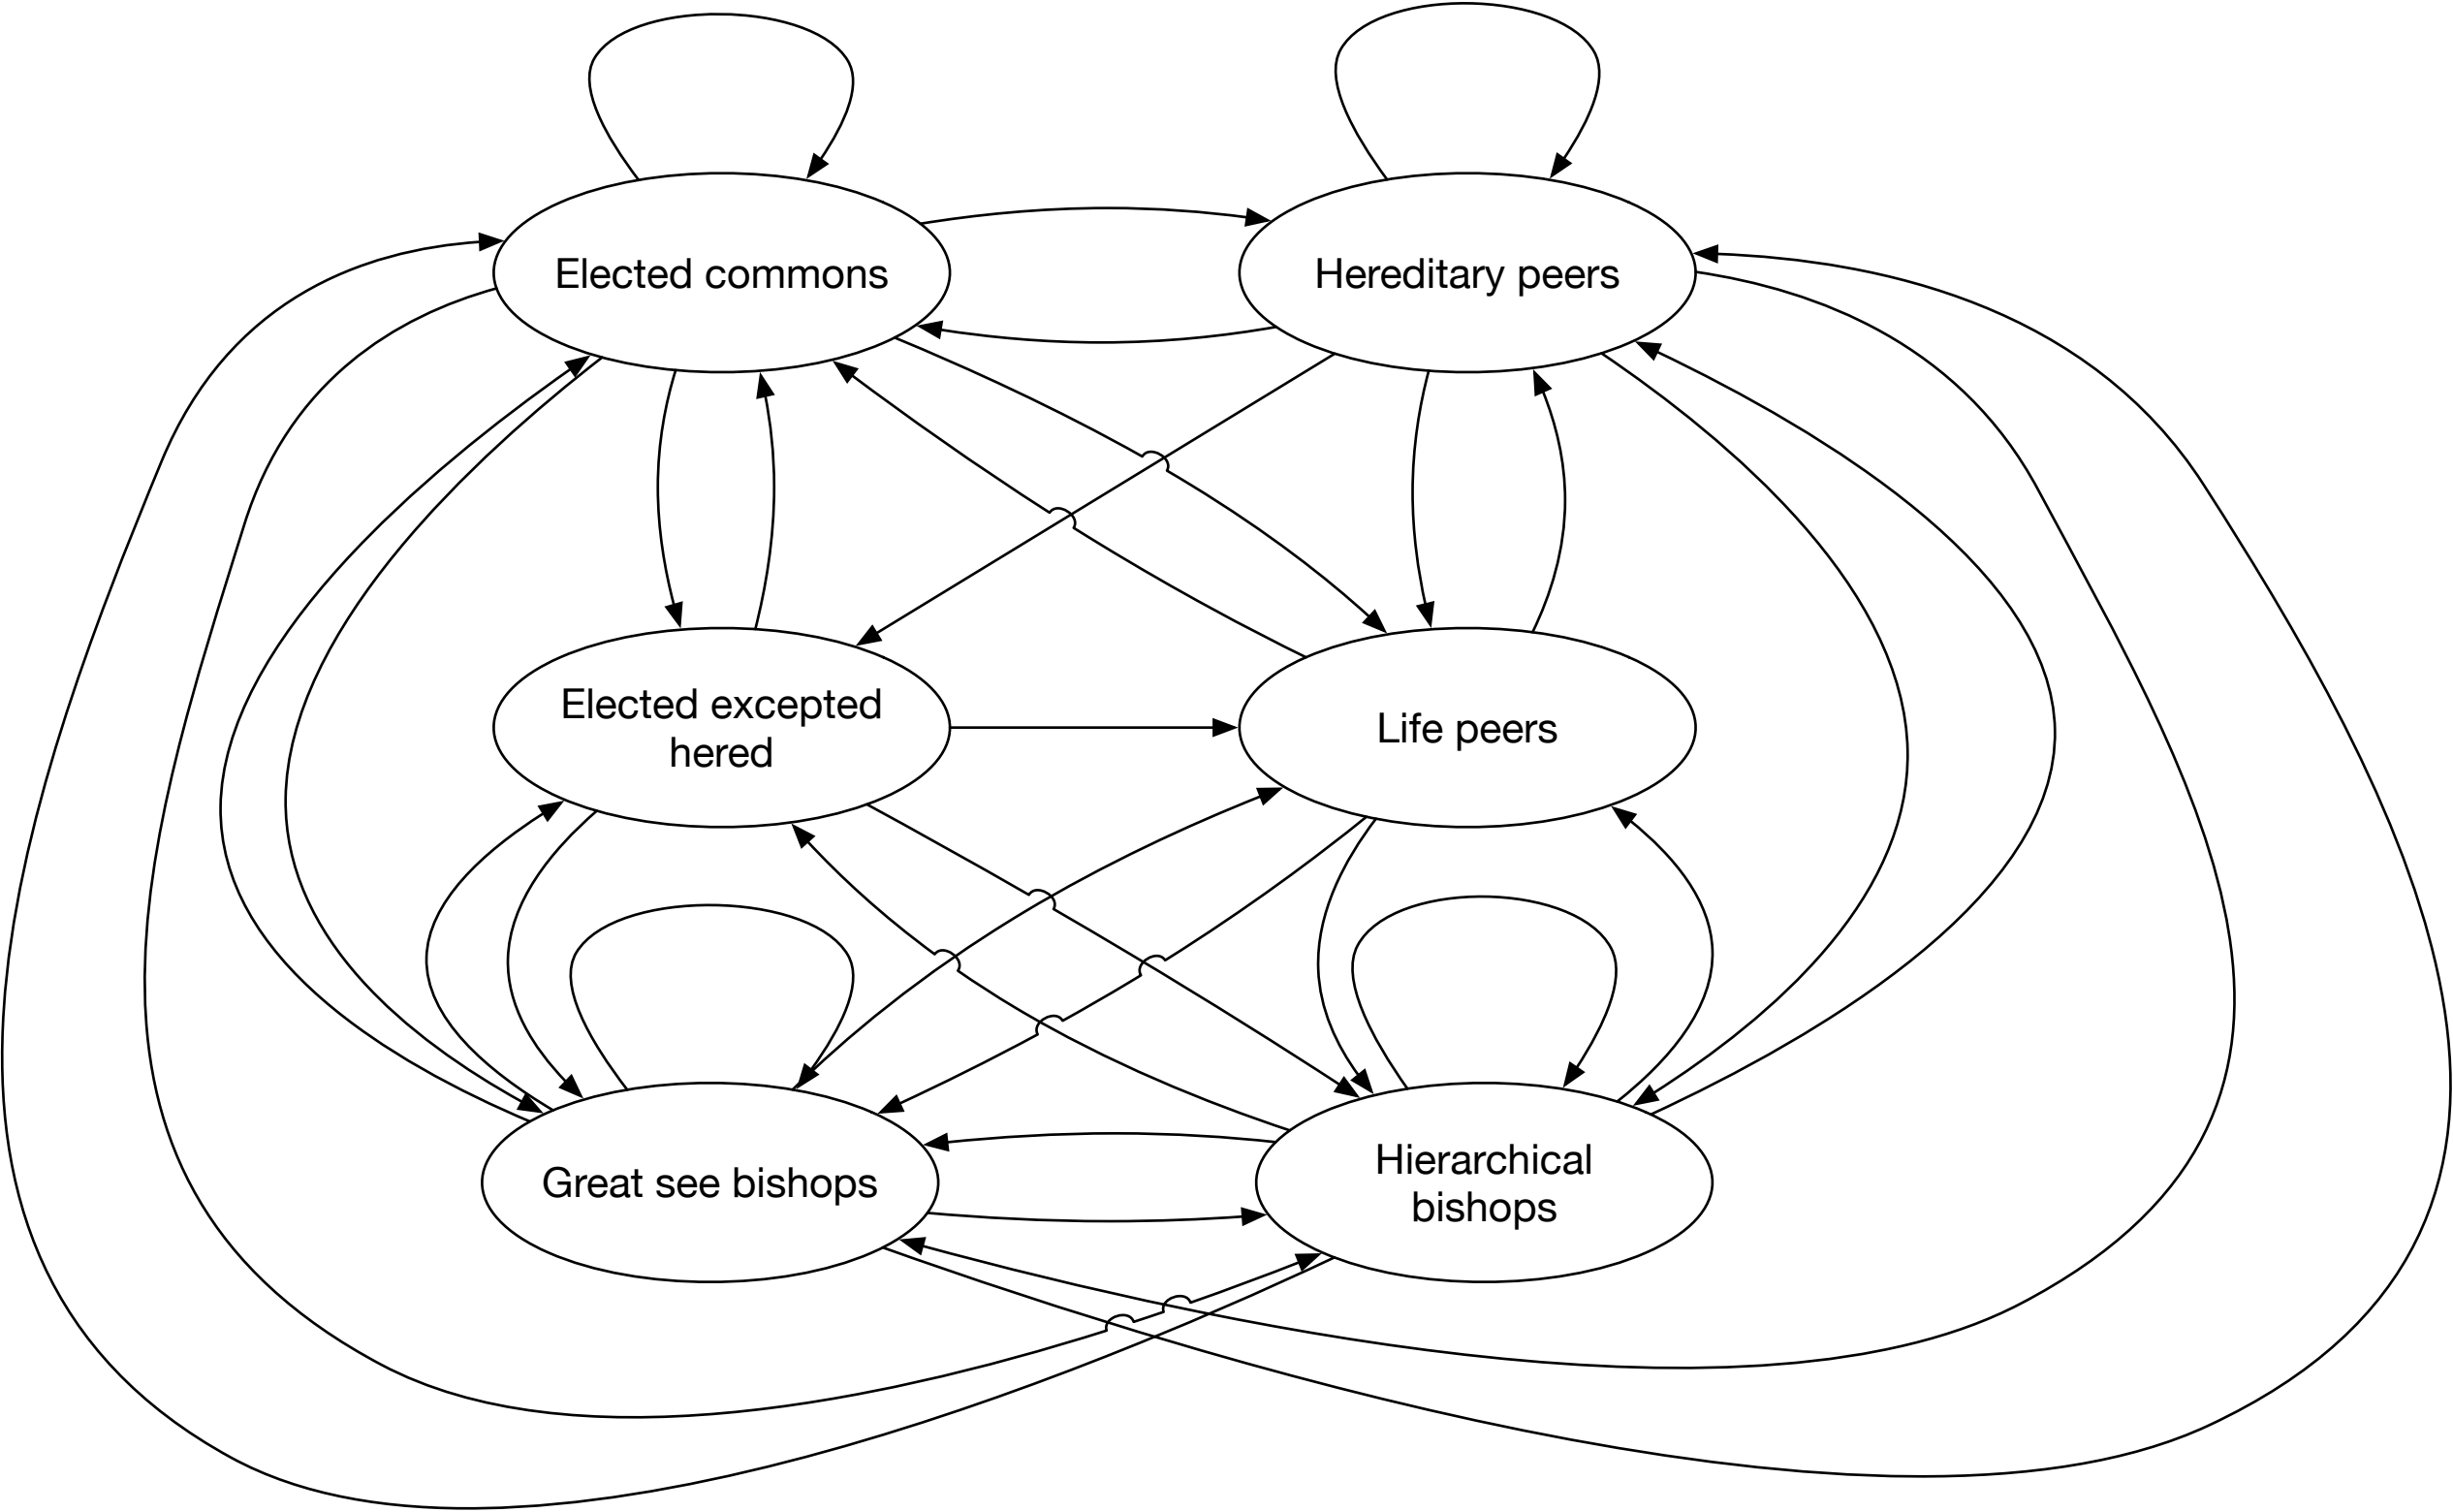 Elected commons
Hereditary peers
Elected excepted
hered
Life peers
Great see bishops
Hierarchical
bishops